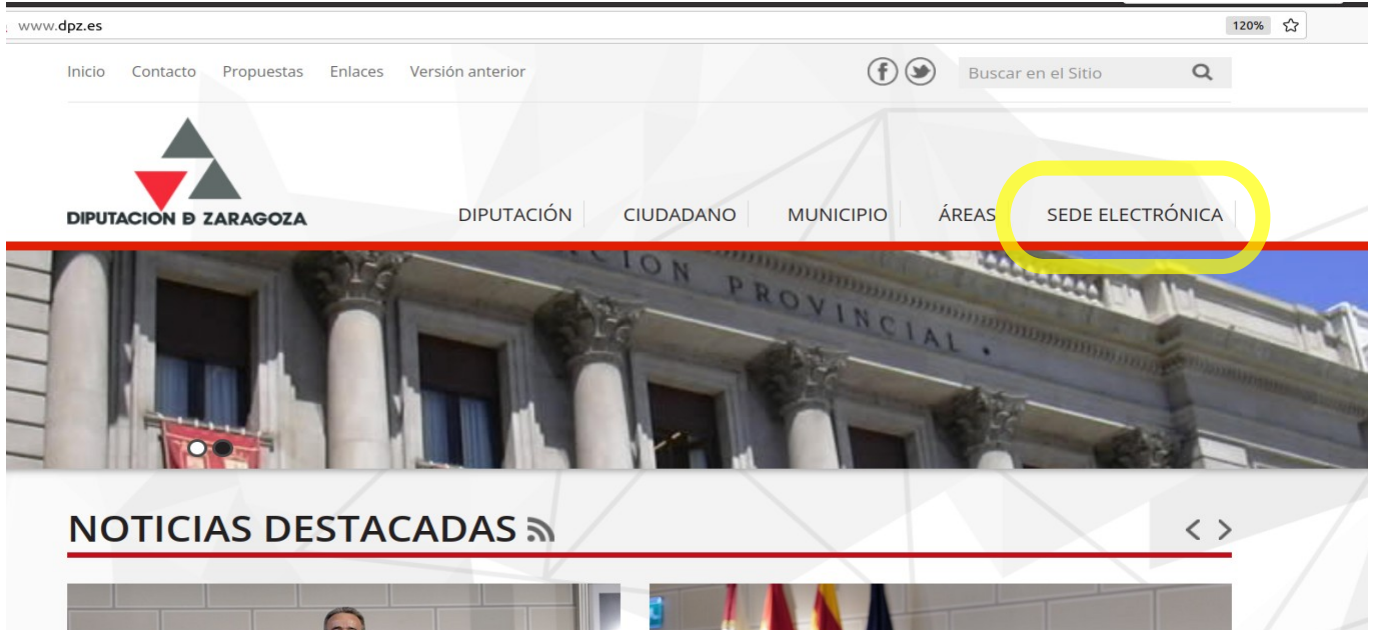 www.dpz.es 120%
Inicio Contacto Propuestas Enlaces Versión anterior Buscar en el Sitio
DIPUTACION Đ ZARAGOZA
DIPUTACIÓN CIUDADANO MUNICIPIO ÁREAS SEDE ELECTRÓNICA
CION PROVINCIAL .
NOTICIAS DESTACADAS